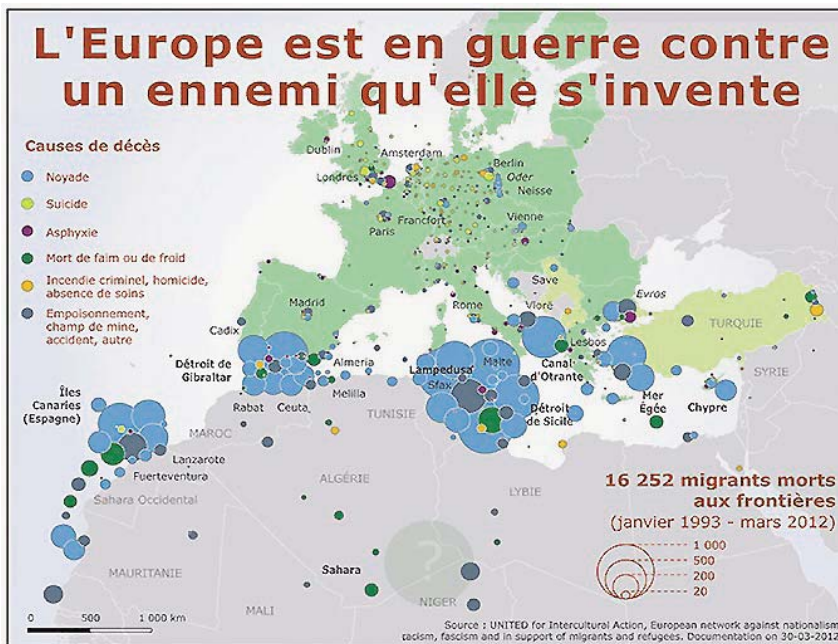 L'Europe est en guerre contre
un ennemi qu'elle s'invente
Causes de décès
Noyade
Suicide
Asphyxie
Mort de faim ou de froid
Incendie criminel, homicide,
absence de soins
Empoisonnement,
champ de mine,
accident, autre
Dublin
Amsterdam
Londres
Berlin
Oder
Neisse
Paris
Francfort
Vienne
Save
Madrid
Rome
Vlorë
Evros
Cadix
TURQUIE
Détroit de
Gibraltar
Almeria
Lampedusa
Malte
Canal
d'Otrante
Lesbos
SYRIE
Sfax
Îles
Canaries
(Espagne)
Rabat
Ceuta
Melilla
TUNISIE
Détroit
de Sicile
Mer
Égée
Chypre
MAROC
Lanzarote
Fuerteventura
Sahara Occidental
ALGÉRIE
LYBIE
16 252 migrants morts
aux frontières
(janvier 1993 - mars 2012)
1 000
500
200
20
?
Sahara
MAURITANIE
MALI
NIGER
0 500 1 000 km
Source : UNITED for Intercultural Action, European network against nationalism
racism, fascism and in support of migrants and refugees. Documentation on 30-03-2012